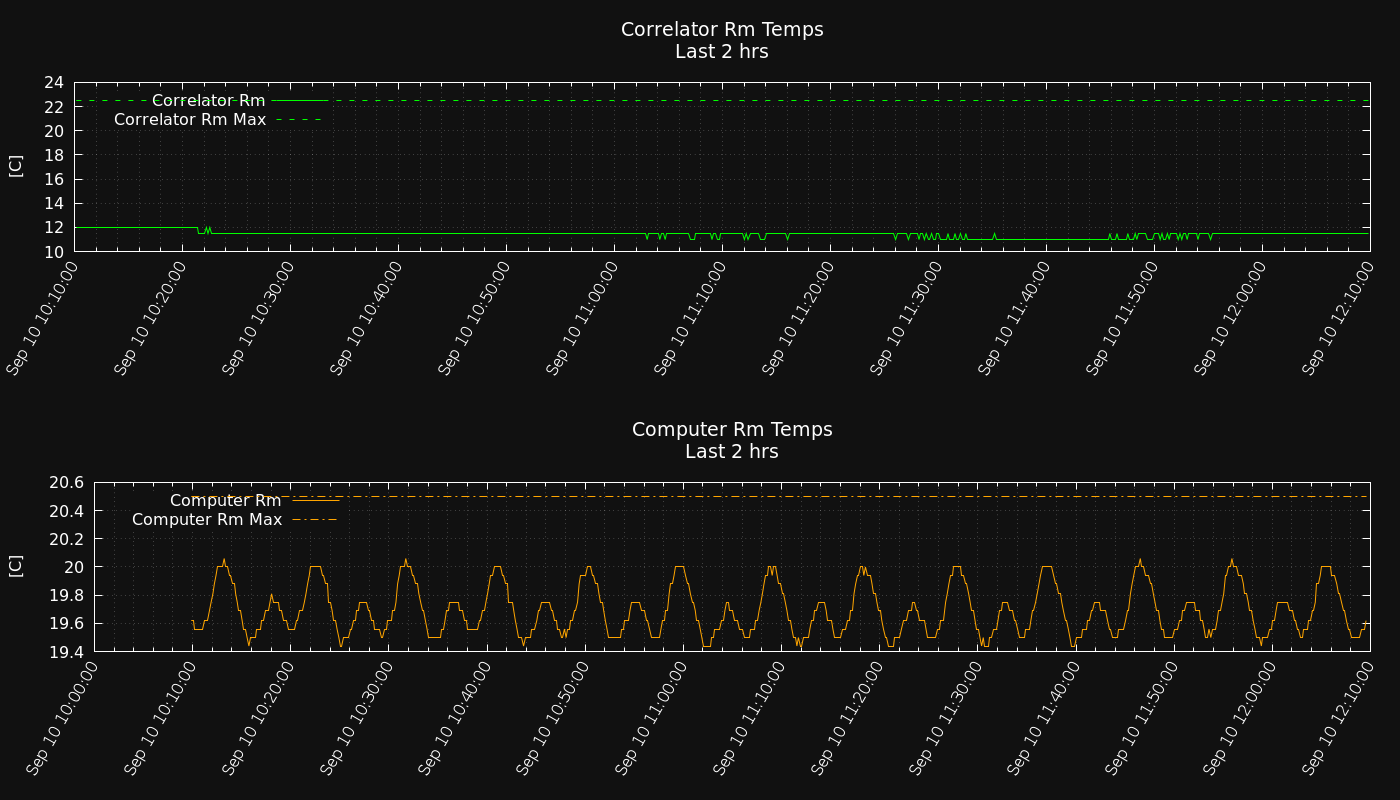 Correlator Rm Temps
Last 2 hrs
24
22
20
18
16
14
12
10
[C]
Correlator Rm
Correlator Rm Max
Sep 10 10:10:00
Sep 10 10:20:00
Sep 10 10:30:00
Sep 10 10:40:00
Sep 10 10:50:00
Sep 10 11:00:00
Sep 10 11:10:00
Sep 10 11:20:00
Sep 10 11:30:00
Sep 10 11:40:00
Sep 10 11:50:00
Sep 10 12:00:00
Sep 10 12:10:00
Computer Rm Temps
Last 2 hrs
20.6
20.4
20.2
20
19.8
19.6
19.4
[C]
Computer Rm
Computer Rm Max
Sep 10 10:00:00
Sep 10 10:10:00
Sep 10 10:20:00
Sep 10 10:30:00
Sep 10 10:40:00
Sep 10 10:50:00
Sep 10 11:00:00
Sep 10 11:10:00
Sep 10 11:20:00
Sep 10 11:30:00
Sep 10 11:40:00
Sep 10 11:50:00
Sep 10 12:00:00
Sep 10 12:10:00